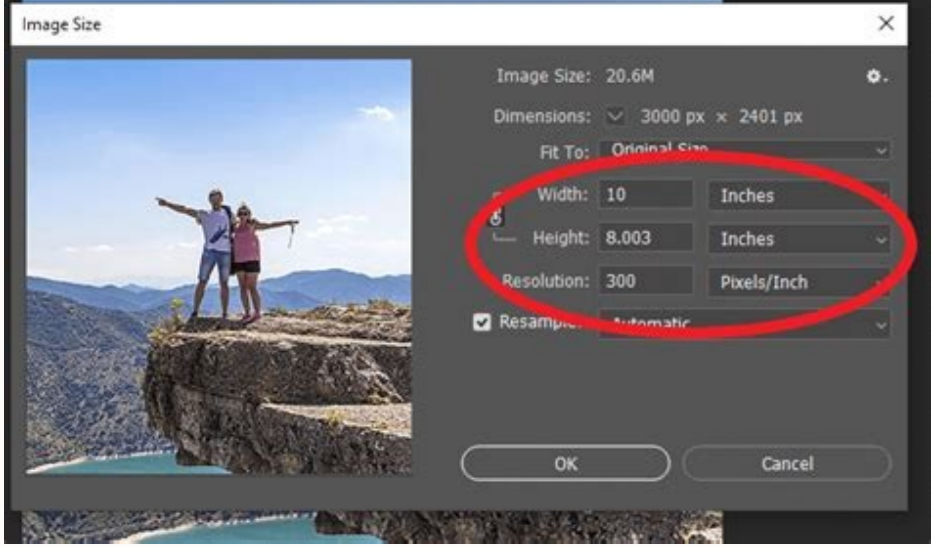 Image Size
Image Size: 20.6M
Dimensions: 3000 px × 2401 px
Fit To: Original Size
Width: 10 Inches
Height: 8.003 Inches
Resolution: 300 Pixels/Inch
Resample: Automatic
OK Cancel